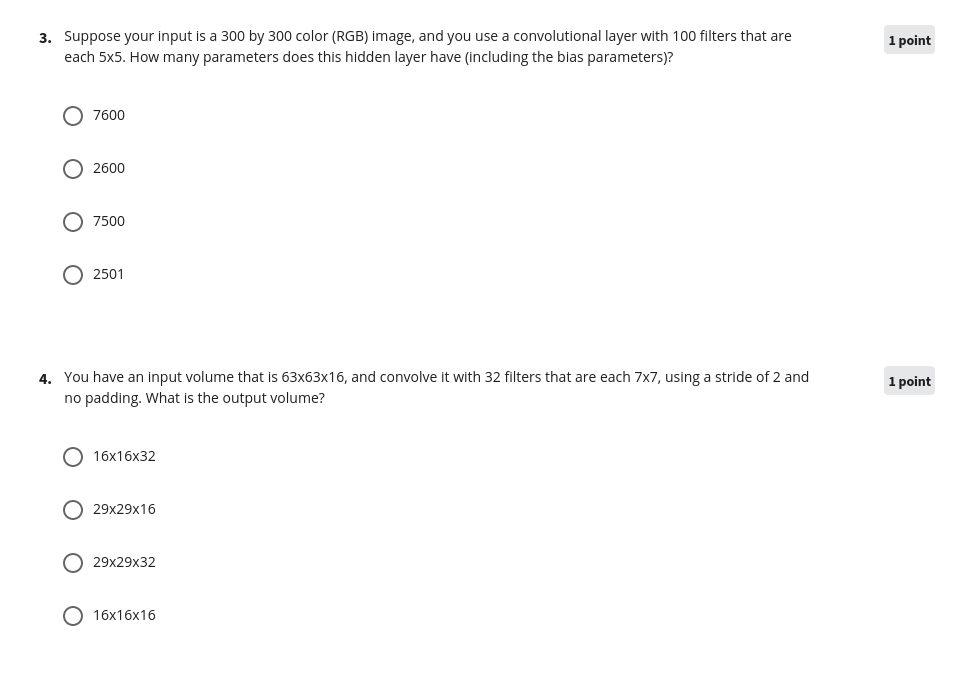 3. Suppose your input is a 300 by 300 color (RGB) image, and you use a convolutional layer with 100 filters that are
each 5x5. How many parameters does this hidden layer have (including the bias parameters)?
1 point
7600
2600
7500
2501
4. You have an input volume that is 63x63x16, and convolve it with 32 filters that are each 7x7, using a stride of 2 and
no padding. What is the output volume?
1 point
16x16x32
29x29x16
29x29x32
16x16x16